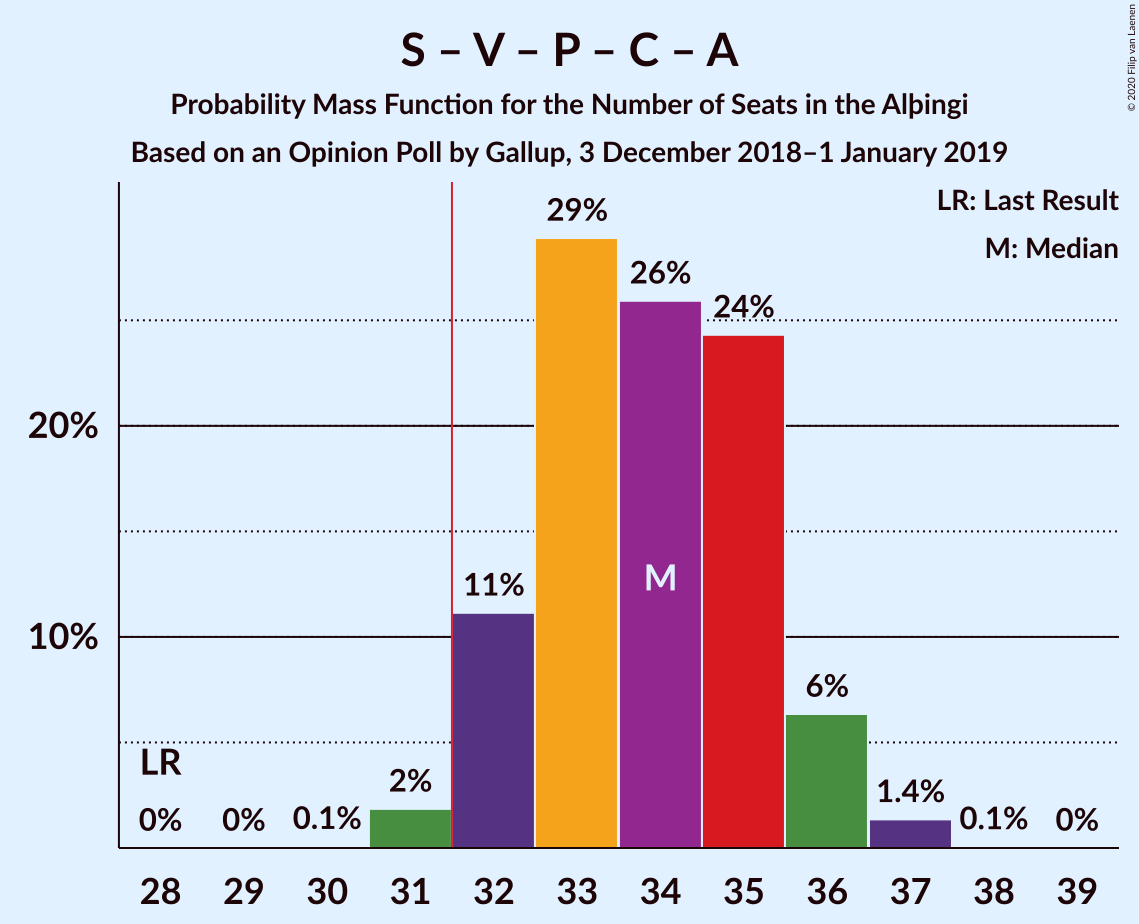 S – V – P – C – A
Probability Mass Function for the Number of Seats in the Alþingi
Based on an Opinion Poll by Gallup, 3 December 2018–1 January 2019
© 2020 Filip van Laenen
LR: Last Result
M: Median
20%
10%
LR
0%
0%
0.1%
2%
11%
29%
26%
24%
6%
1.4%
0.1%
0%
M
28 29 30 31 32 33 34 35 36 37 38 39